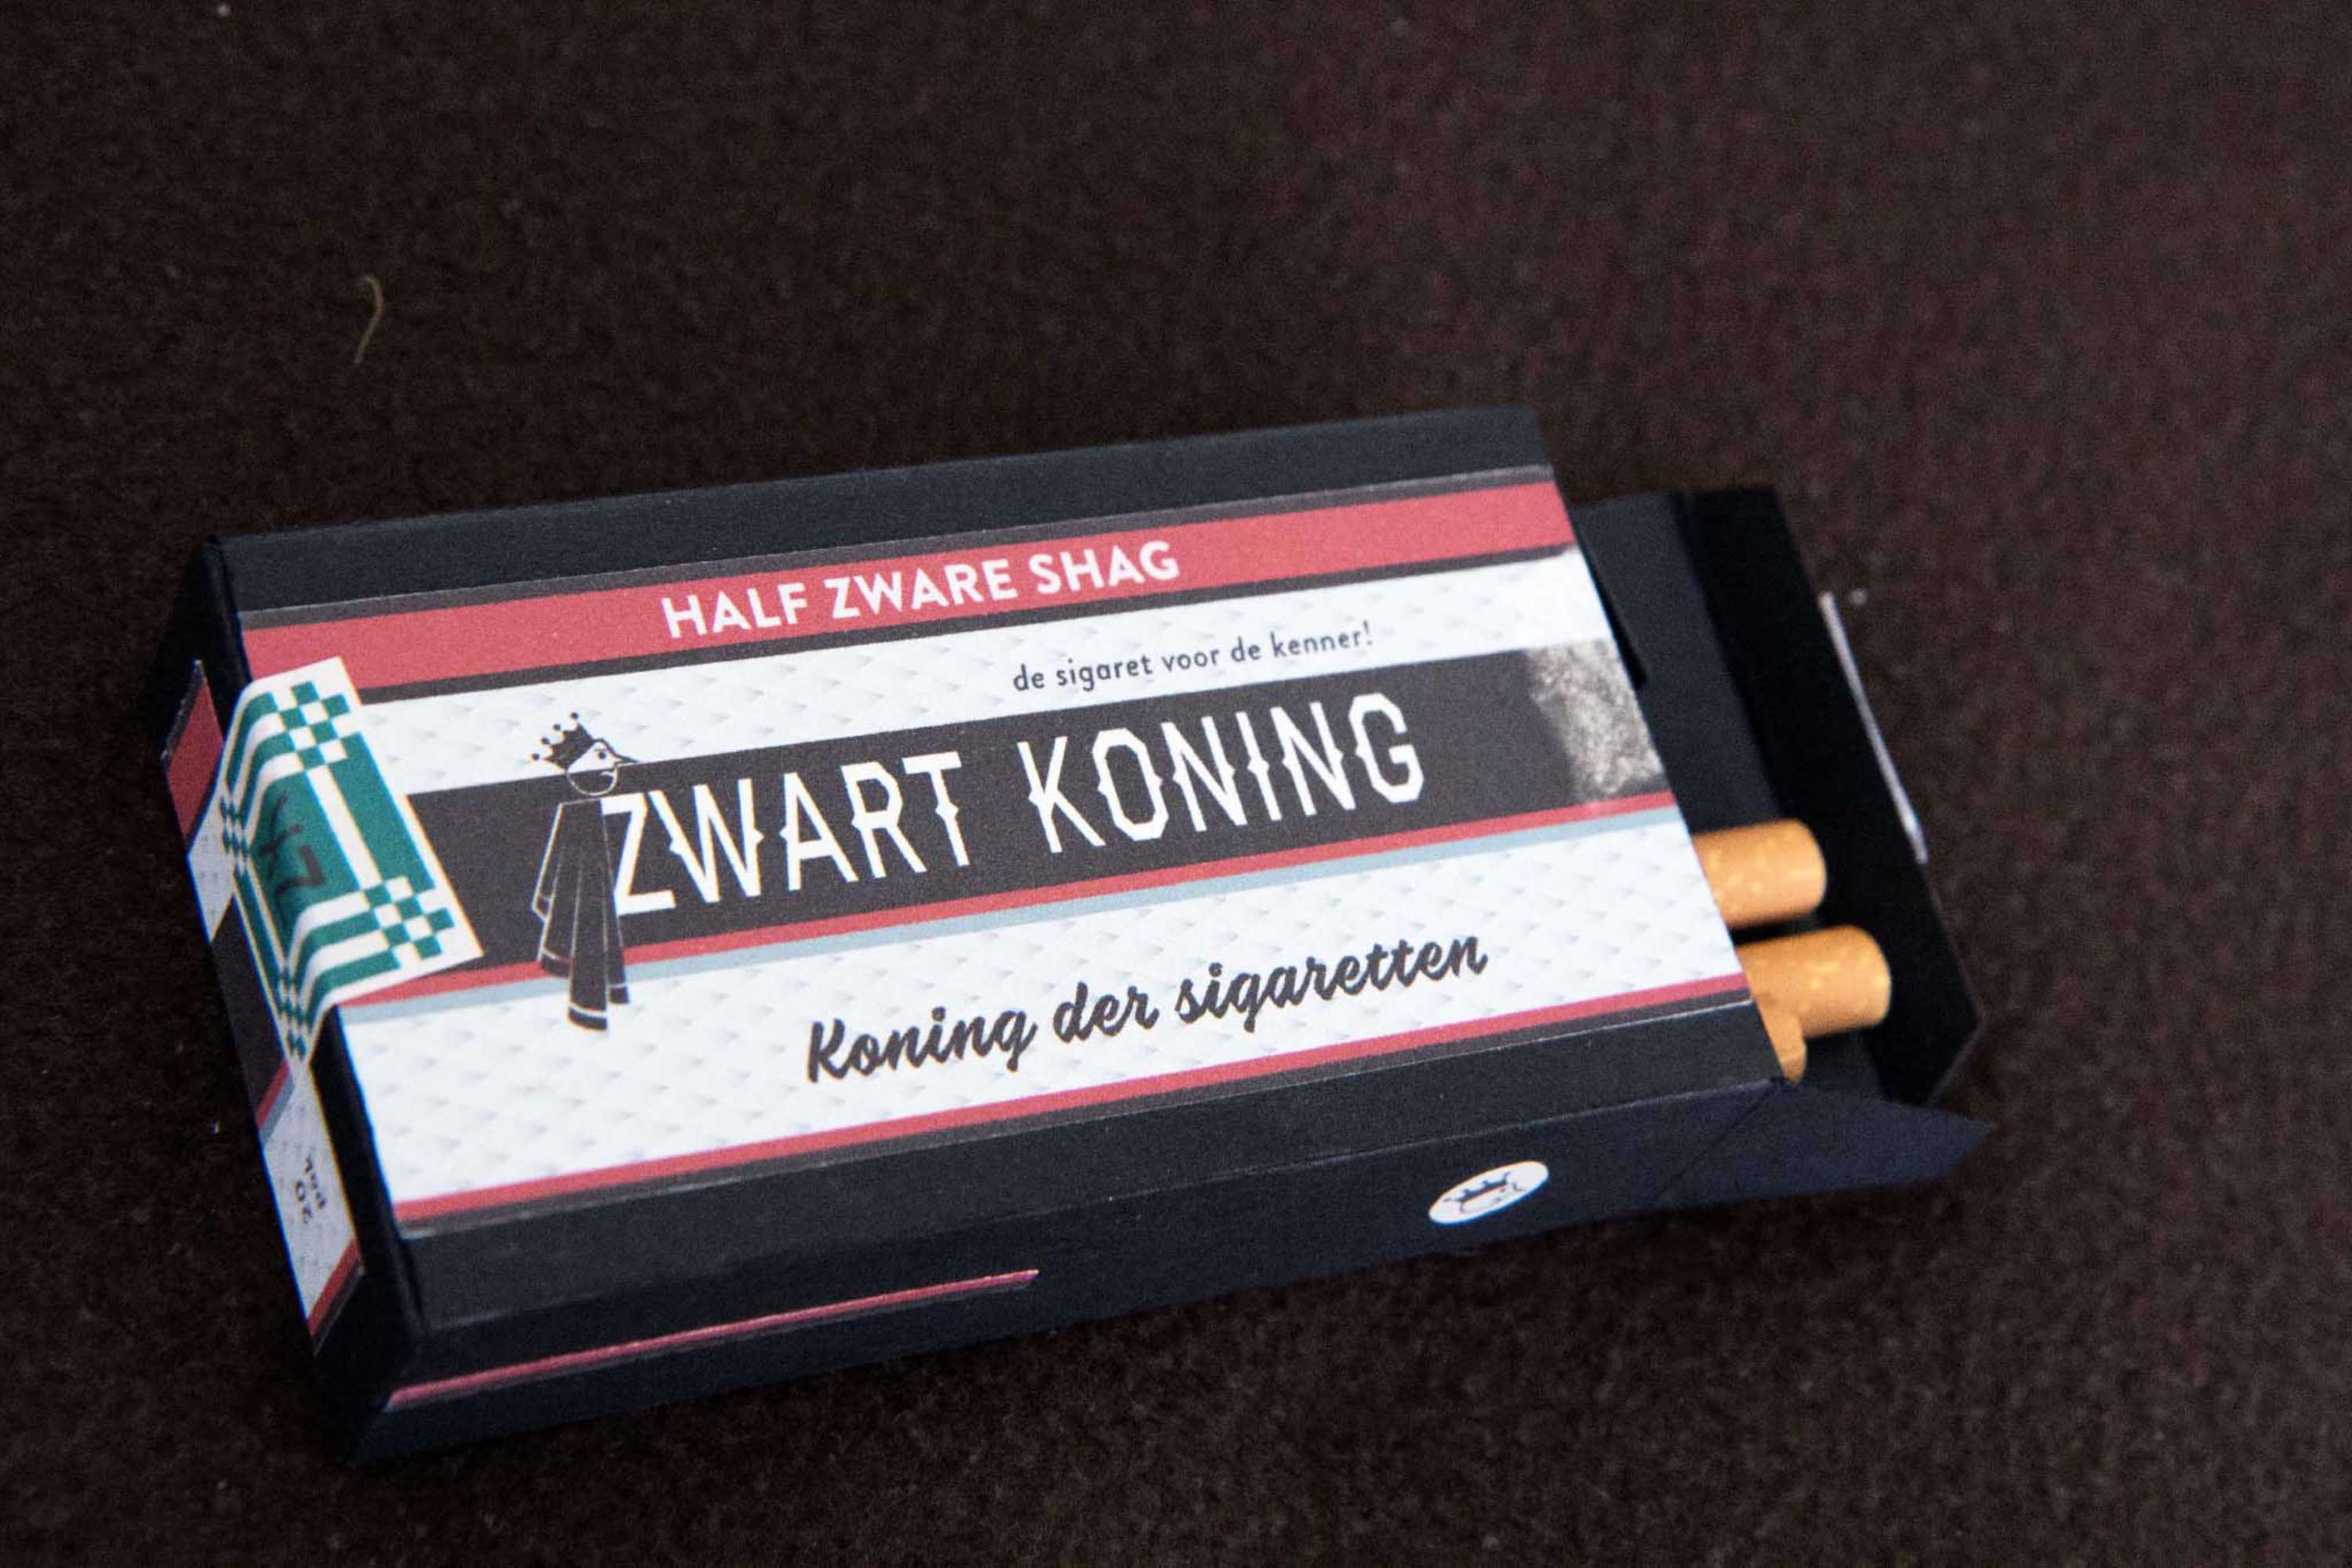 HALF ZWARE SHAG
de sigaret voor de kenner!
ZWART KONING
Koning der sigaretten